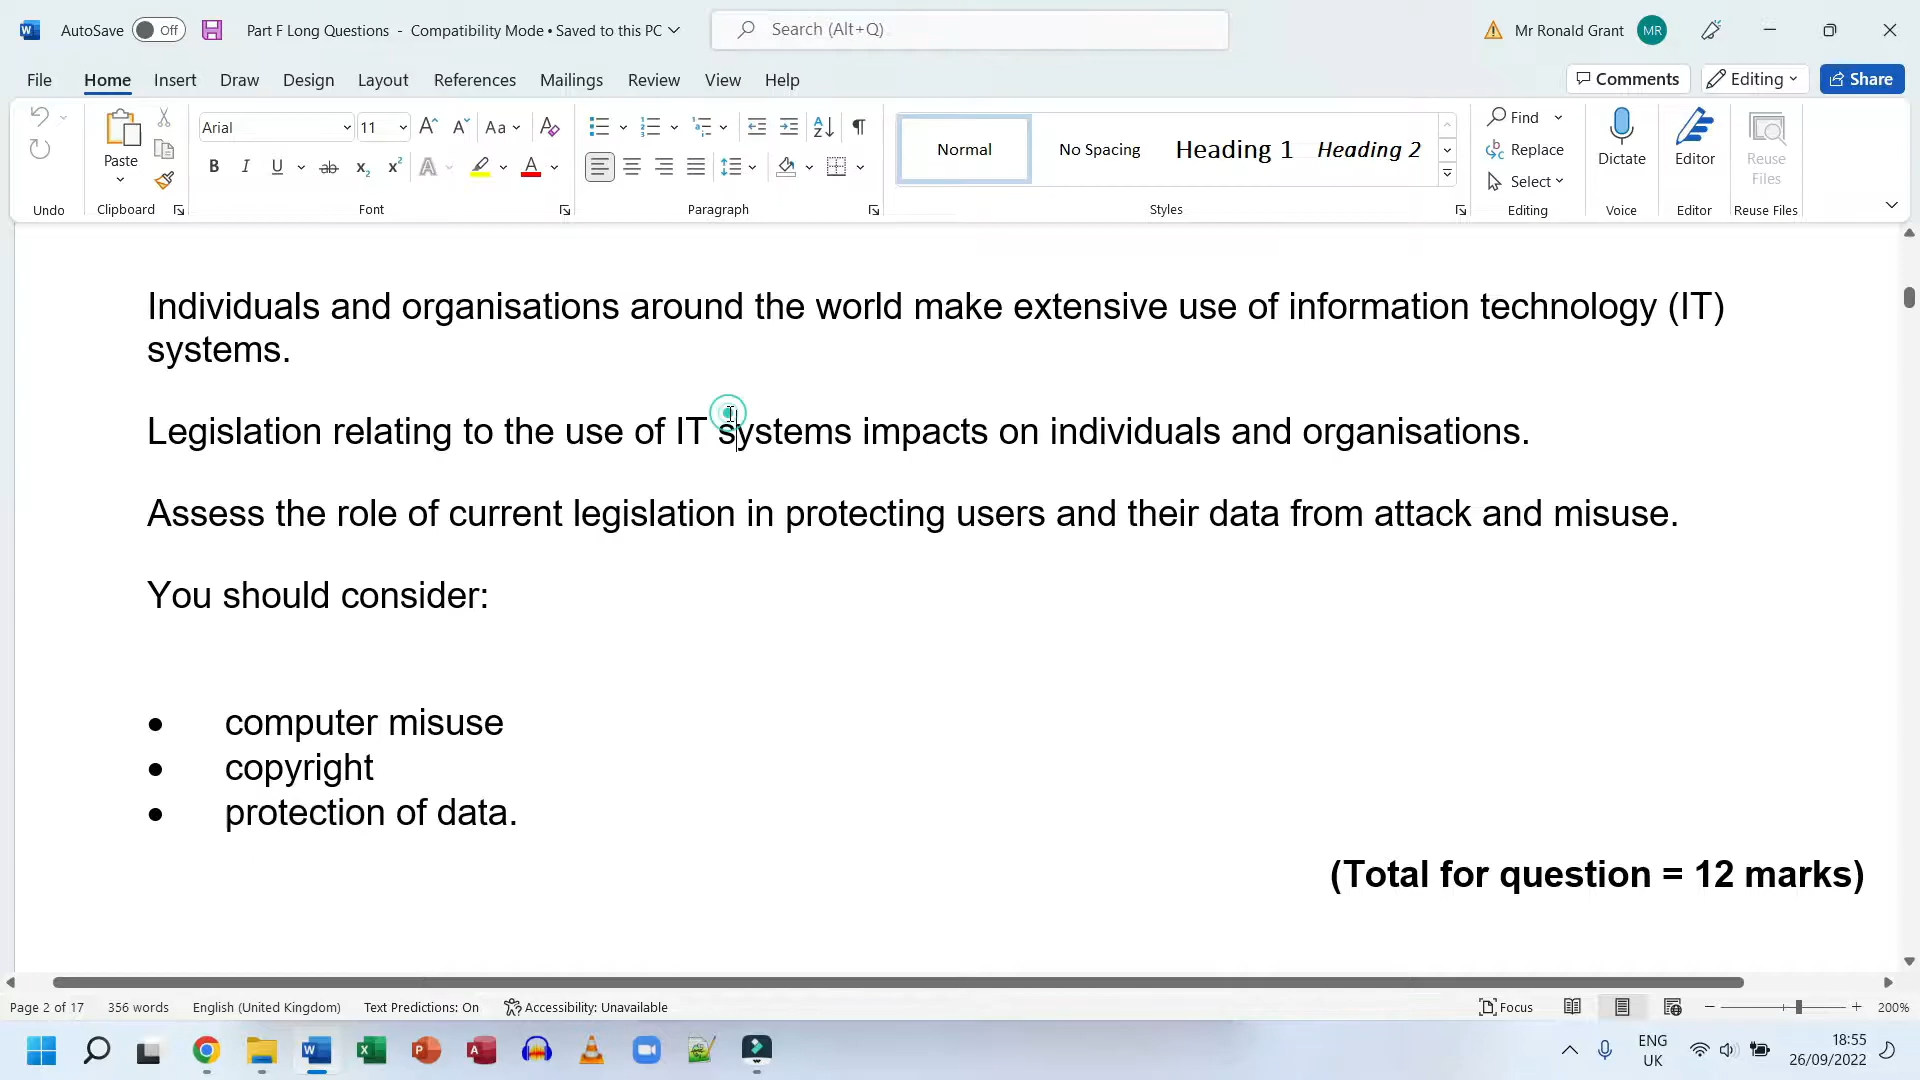 AutoSave Off Part F Long Questions - Compatibility Mode • Saved to this PC Search (Alt+Q) Mr Ronald Grant MR
File Home Insert Draw Design Layout References Mailings Review View Help Comments Editing Share
Paste Arial 11 Aa Normal No Spacing Heading 1 Heading 2 Find Replace Select Dictate Editor Reuse Files
B I U ab x₂ x² A A
Undo Clipboard Font Paragraph Styles Editing Voice Editor Reuse Files
Individuals and organisations around the world make extensive use of information technology (IT)
systems.
Legislation relating to the use of IT systems impacts on individuals and organisations.
Assess the role of current legislation in protecting users and their data from attack and misuse.
You should consider:
• computer misuse
• copyright
• protection of data.
(Total for question = 12 marks)
Page 2 of 17 356 words English (United Kingdom) Text Predictions: On Accessibility: Unavailable Focus 200%
ENG 18:55
UK 26/09/2022